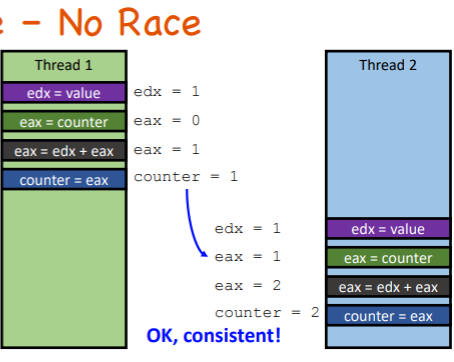 – No Race
Thread 1
edx = value
edx = 1
eax = counter
eax = 0
eax = edx + eax
eax = 1
counter = eax
counter = 1
Thread 2
edx = 1
edx = value
eax = 1
eax = counter
eax = 2
eax = edx + eax
counter = 2
counter = eax
OK, consistent!